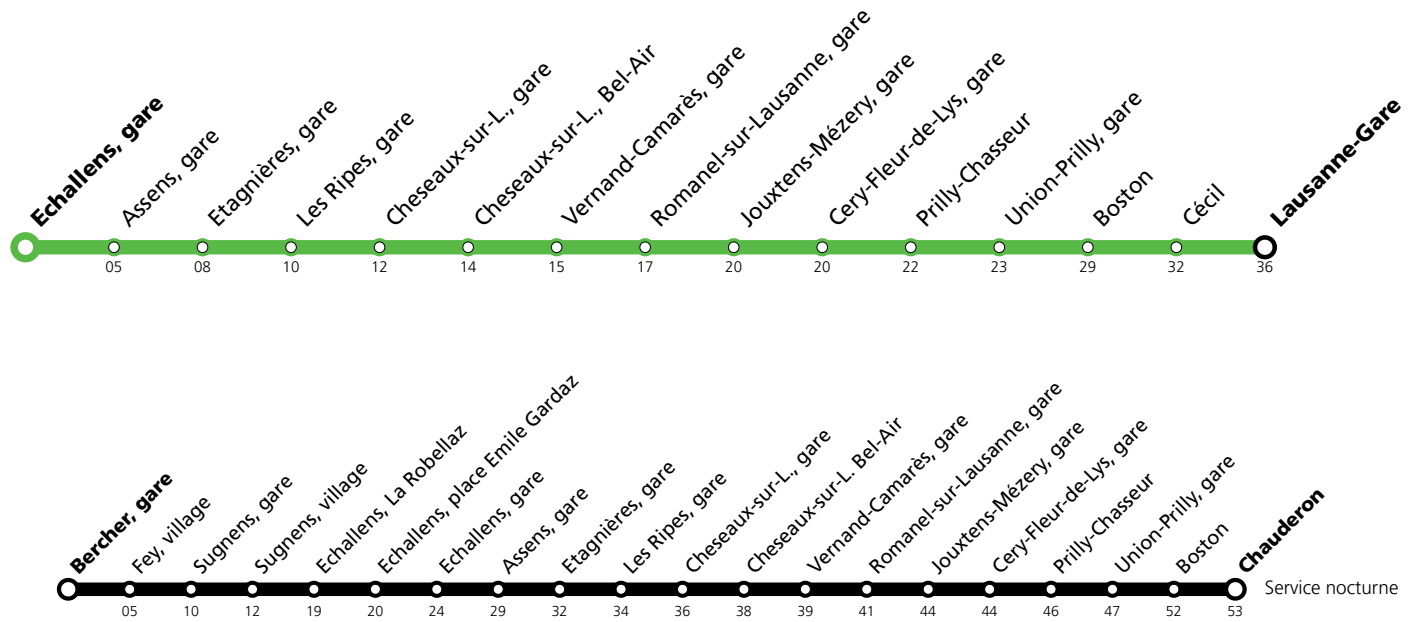 Echallens, gare
Assens, gare
Etagnières, gare
Les Ripes, gare
Cheseaux-sur-L., gare
Cheseaux-sur-L., Bel-Air
Vernand-Camarès, gare
Romanel-sur-Lausanne, gare
Jouxtens-Mézery, gare
Cery-Fleur-de-Lys, gare
Prilly-Chasseur
Union-Prilly, gare
Boston
Cécil
Lausanne-Gare
05 08 10 12 14 15 17 20 20 22 23 29 32 36
Bercher, gare
Fey, village
Sugnens, gare
Sugnens, village
Echallens, La Robellaz
Echallens, place Emile Gardaz
Echallens, gare
Assens, gare
Etagnières, gare
Les Ripes, gare
Cheseaux-sur-L., gare
Cheseaux-sur-L. Bel-Air
Vernand-Camarès, gare
Romanel-sur-Lausanne, gare
Jouxtens-Mézery, gare
Cery-Fleur-de-Lys, gare
Prilly-Chasseur
Union-Prilly, gare
Boston
Chauderon
Service nocturne
05 10 12 19 20 24 29 32 34 36 38 39 41 44 44 46 47 52 53